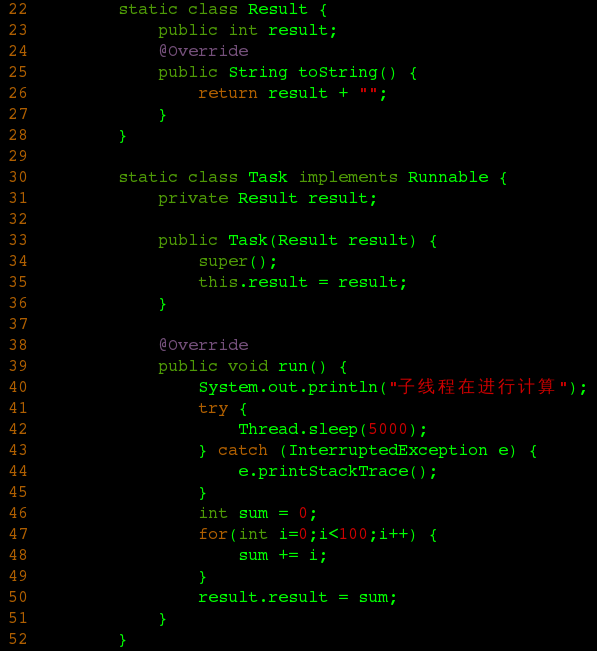 22         static class Result {
23             public int result;
24             @Override
25             public String toString() {
26                 return result + "";
27             }
28         }
29
30         static class Task implements Runnable {
31             private Result result;
32
33             public Task(Result result) {
34                 super();
35                 this.result = result;
36             }
37
38             @Override
39             public void run() {
40                 System.out.println("子线程在进行计算");
41                 try {
42                     Thread.sleep(5000);
43                 } catch (InterruptedException e) {
44                     e.printStackTrace();
45                 }
46                 int sum = 0;
47                 for(int i=0;i<100;i++) {
48                     sum += i;
49                 }
50                 result.result = sum;
51             }
52         }